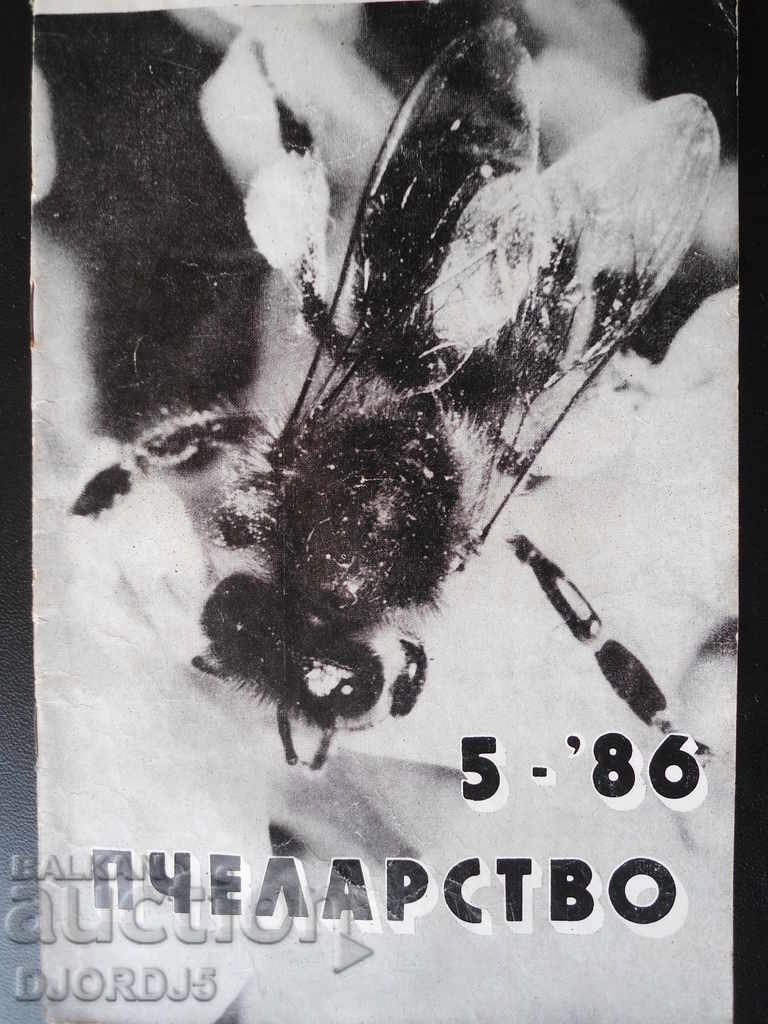 5-'86
ПЧЕЛАРСТВО
BALKAN
auction
DJORDJ5